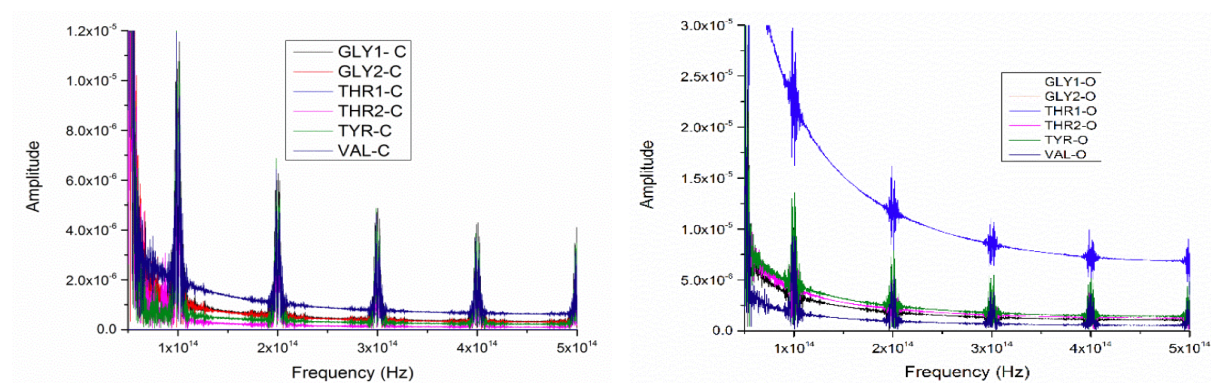 1.2x10⁻⁵
1.0x10⁻⁵
8.0x10⁻⁶
6.0x10⁻⁶
4.0x10⁻⁶
2.0x10⁻⁶
0.0
Amplitude
GLY1- C
GLY2-C
THR1-C
THR2-C
TYR-C
VAL-C
1x10¹⁴
2x10¹⁴
3x10¹⁴
4x10¹⁴
5x10¹⁴
Frequency (Hz)
3.0x10⁻⁵
2.5x10⁻⁵
2.0x10⁻⁵
1.5x10⁻⁵
1.0x10⁻⁵
5.0x10⁻⁶
0.0
Amplitude
GLY1-O
GLY2-O
THR1-O
THR2-O
TYR-O
VAL-O
1x10¹⁴
2x10¹⁴
3x10¹⁴
4x10¹⁴
5x10¹⁴
Frequency (Hz)